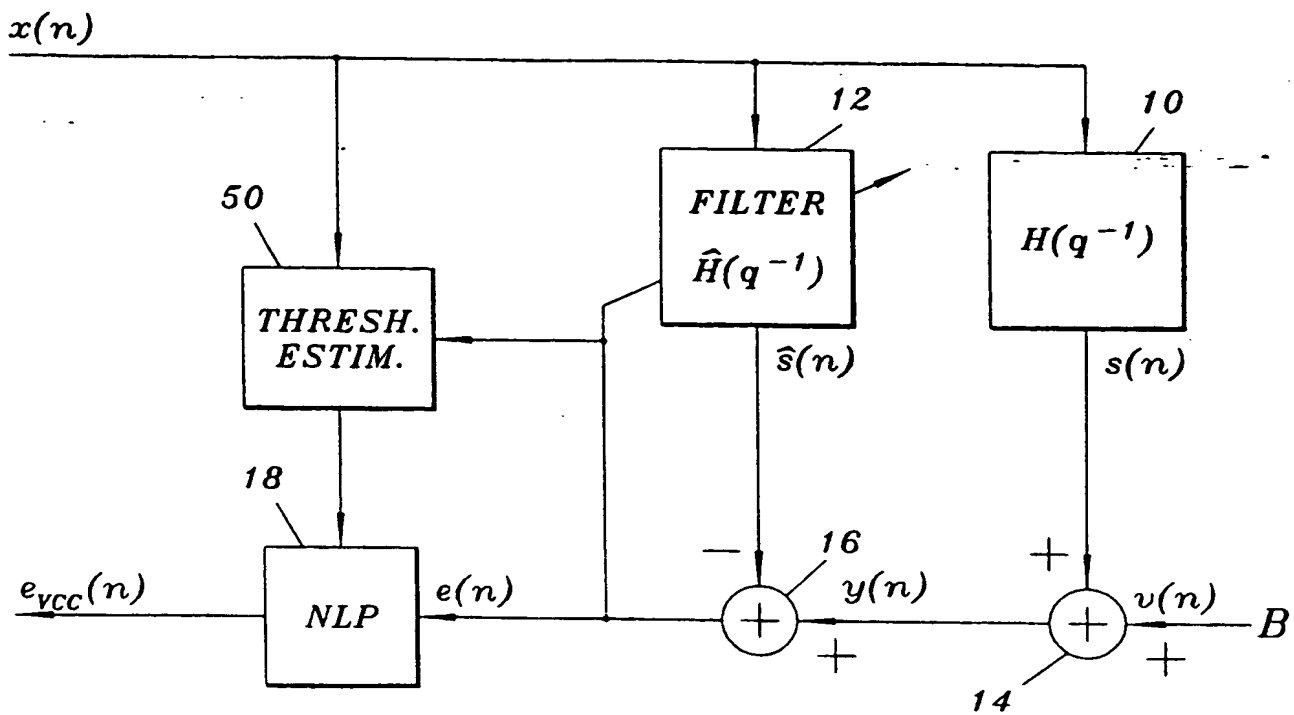 x(n)
12
10
50
FILTER
Ĥ(q⁻¹)
H(q⁻¹)
THRESH.
ESTIM.
ŝ(n)
s(n)
18
−
16
+
e_VCC(n)
NLP
e(n)
+
y(n)
+
v(n)
B
+
+
14